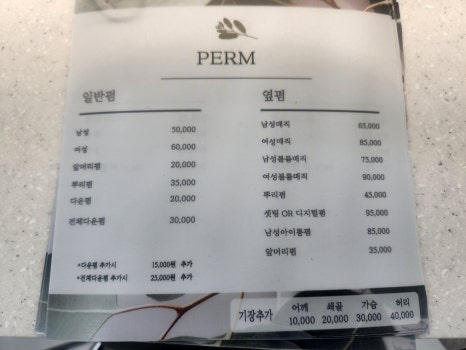 PERM
일반펌
남성 50,000
여성 60,000
앞머리펌 20,000
뿌리펌 35,000
다운펌 20,000
전체다운펌 30,000
*다운펌 추가시 15,000원 추가
*전체다운펌 추가시 25,000원 추가
옆펌
남성매직 65,000
여성매직 85,000
남성볼륨매직 75,000
여성볼륨매직 90,000
뿌리펌 45,000
셋팅 OR 디지털펌 95,000
남성아이롱펌 85,000
앞머리펌 35,000
기장추가
어깨 쇄골 가슴 허리
10,000 20,000 30,000 40,000